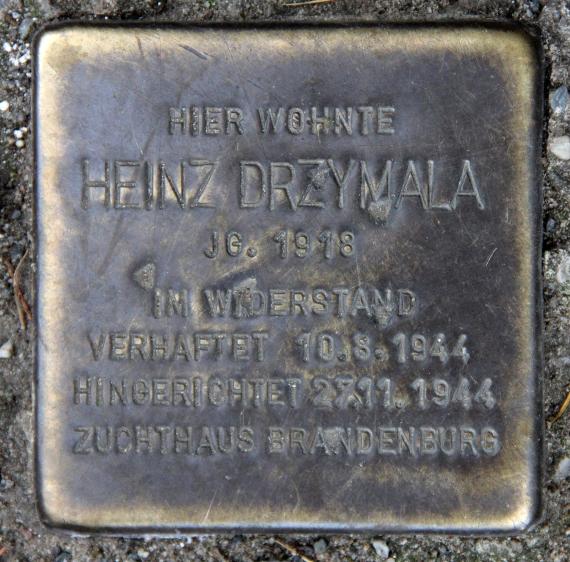 HIER WOHNTE
HEINZ DRZYMALA
JG. 1918
IM WIDERSTAND
VERHAFTET 10.8.1944
HINGERICHTET 27.11.1944
ZUCHTHAUS BRANDENBURG